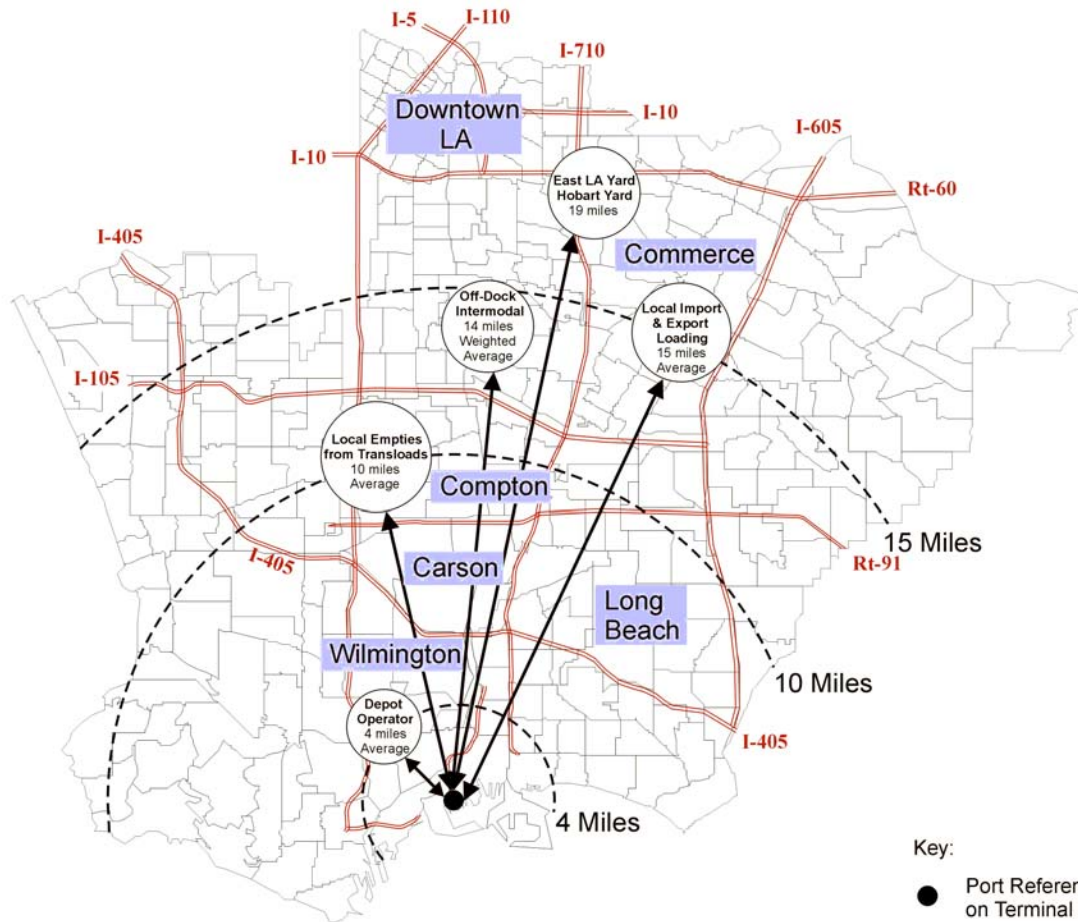 I-5
I-110
I-710
Downtown
LA
I-10
I-10
I-605
East LA Yard
Hobart Yard
19 miles
Rt-60
I-405
Commerce
Off-Dock
Intermodal
14 miles
Weighted
Average
Local Import
& Export
Loading
15 miles
Average
I-105
Local Empties
from Transloads
10 miles
Average
Compton
15 Miles
I-405
Carson
Rt-91
Long
Beach
Wilmington
10 Miles
Depot
Operator
4 miles
Average
I-405
4 Miles
Key:
Port Refer
on Terminal